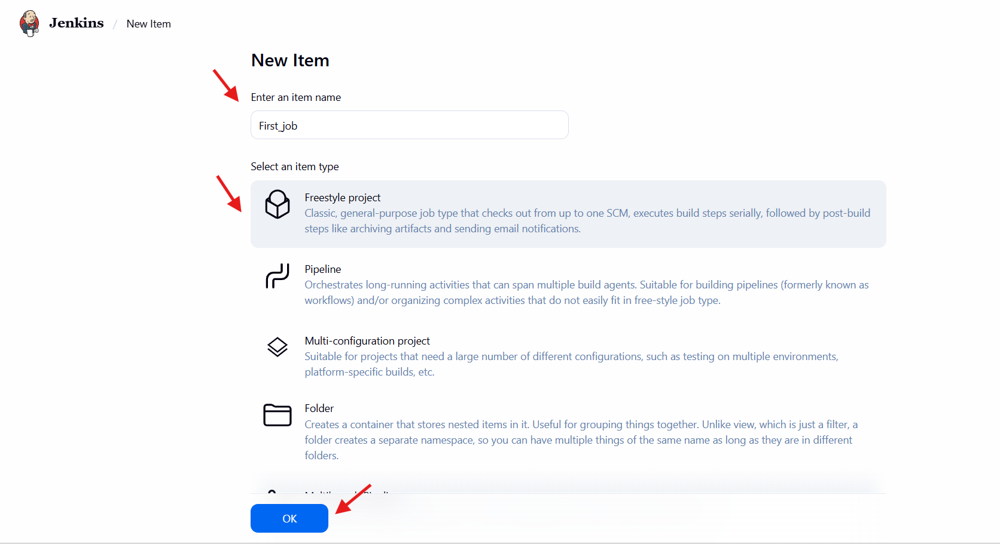 Jenkins / New Item
New Item
Enter an item name
First_job
Select an item type
Freestyle project
Classic, general-purpose job type that checks out from up to one SCM, executes build steps serially, followed by post-build
steps like archiving artifacts and sending email notifications.
Pipeline
Orchestrates long-running activities that can span multiple build agents. Suitable for building pipelines (formerly known as
workflows) and/or organizing complex activities that do not easily fit in free-style job type.
Multi-configuration project
Suitable for projects that need a large number of different configurations, such as testing on multiple environments,
platform-specific builds, etc.
Folder
Creates a container that stores nested items in it. Useful for grouping things together. Unlike view, which is just a filter, a
folder creates a separate namespace, so you can have multiple things of the same name as long as they are in different
folders.
OK